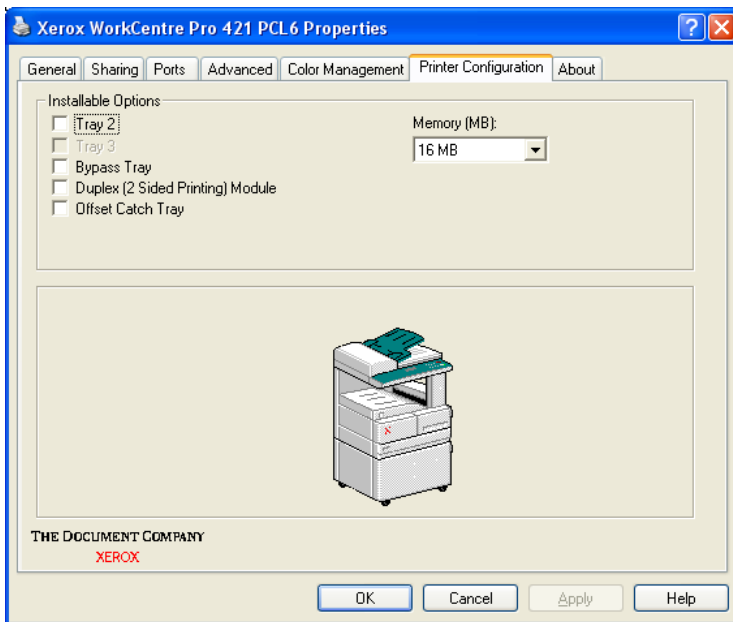 Xerox WorkCentre Pro 421 PCL6 Properties
General Sharing Ports Advanced Color Management Printer Configuration About
Installable Options
Tray 2
Memory (MB):
Tray 3
16 MB
Bypass Tray
Duplex (2 Sided Printing) Module
Offset Catch Tray
THE DOCUMENT COMPANY
XEROX
OK Cancel Apply Help